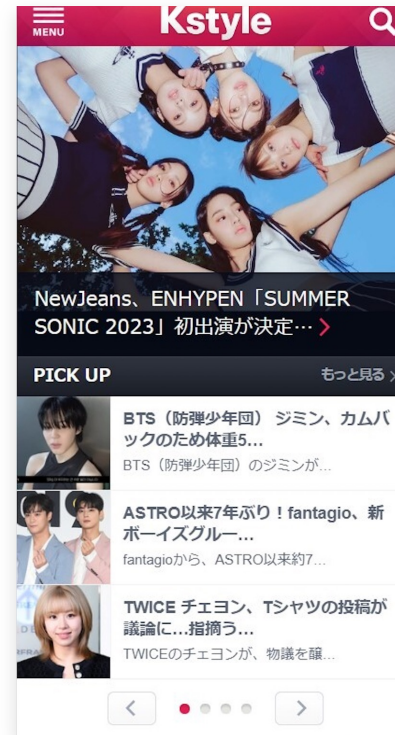 MENU
Kstyle
NewJeans、ENHYPEN「SUMMER
SONIC 2023」初出演が決定…
PICK UP
もっと見る
BTS（防弾少年団） ジミン、カムバ
ックのため体重5...
BTS（防弾少年団）のジミンが...
ASTRO以来7年ぶり！fantagio、新
ボーイズグルー...
fantagioから、ASTRO以来約7...
TWICE チェヨン、Tシャツの投稿が
議論に…指摘う...
TWICEのチェヨンが、物議を醸...